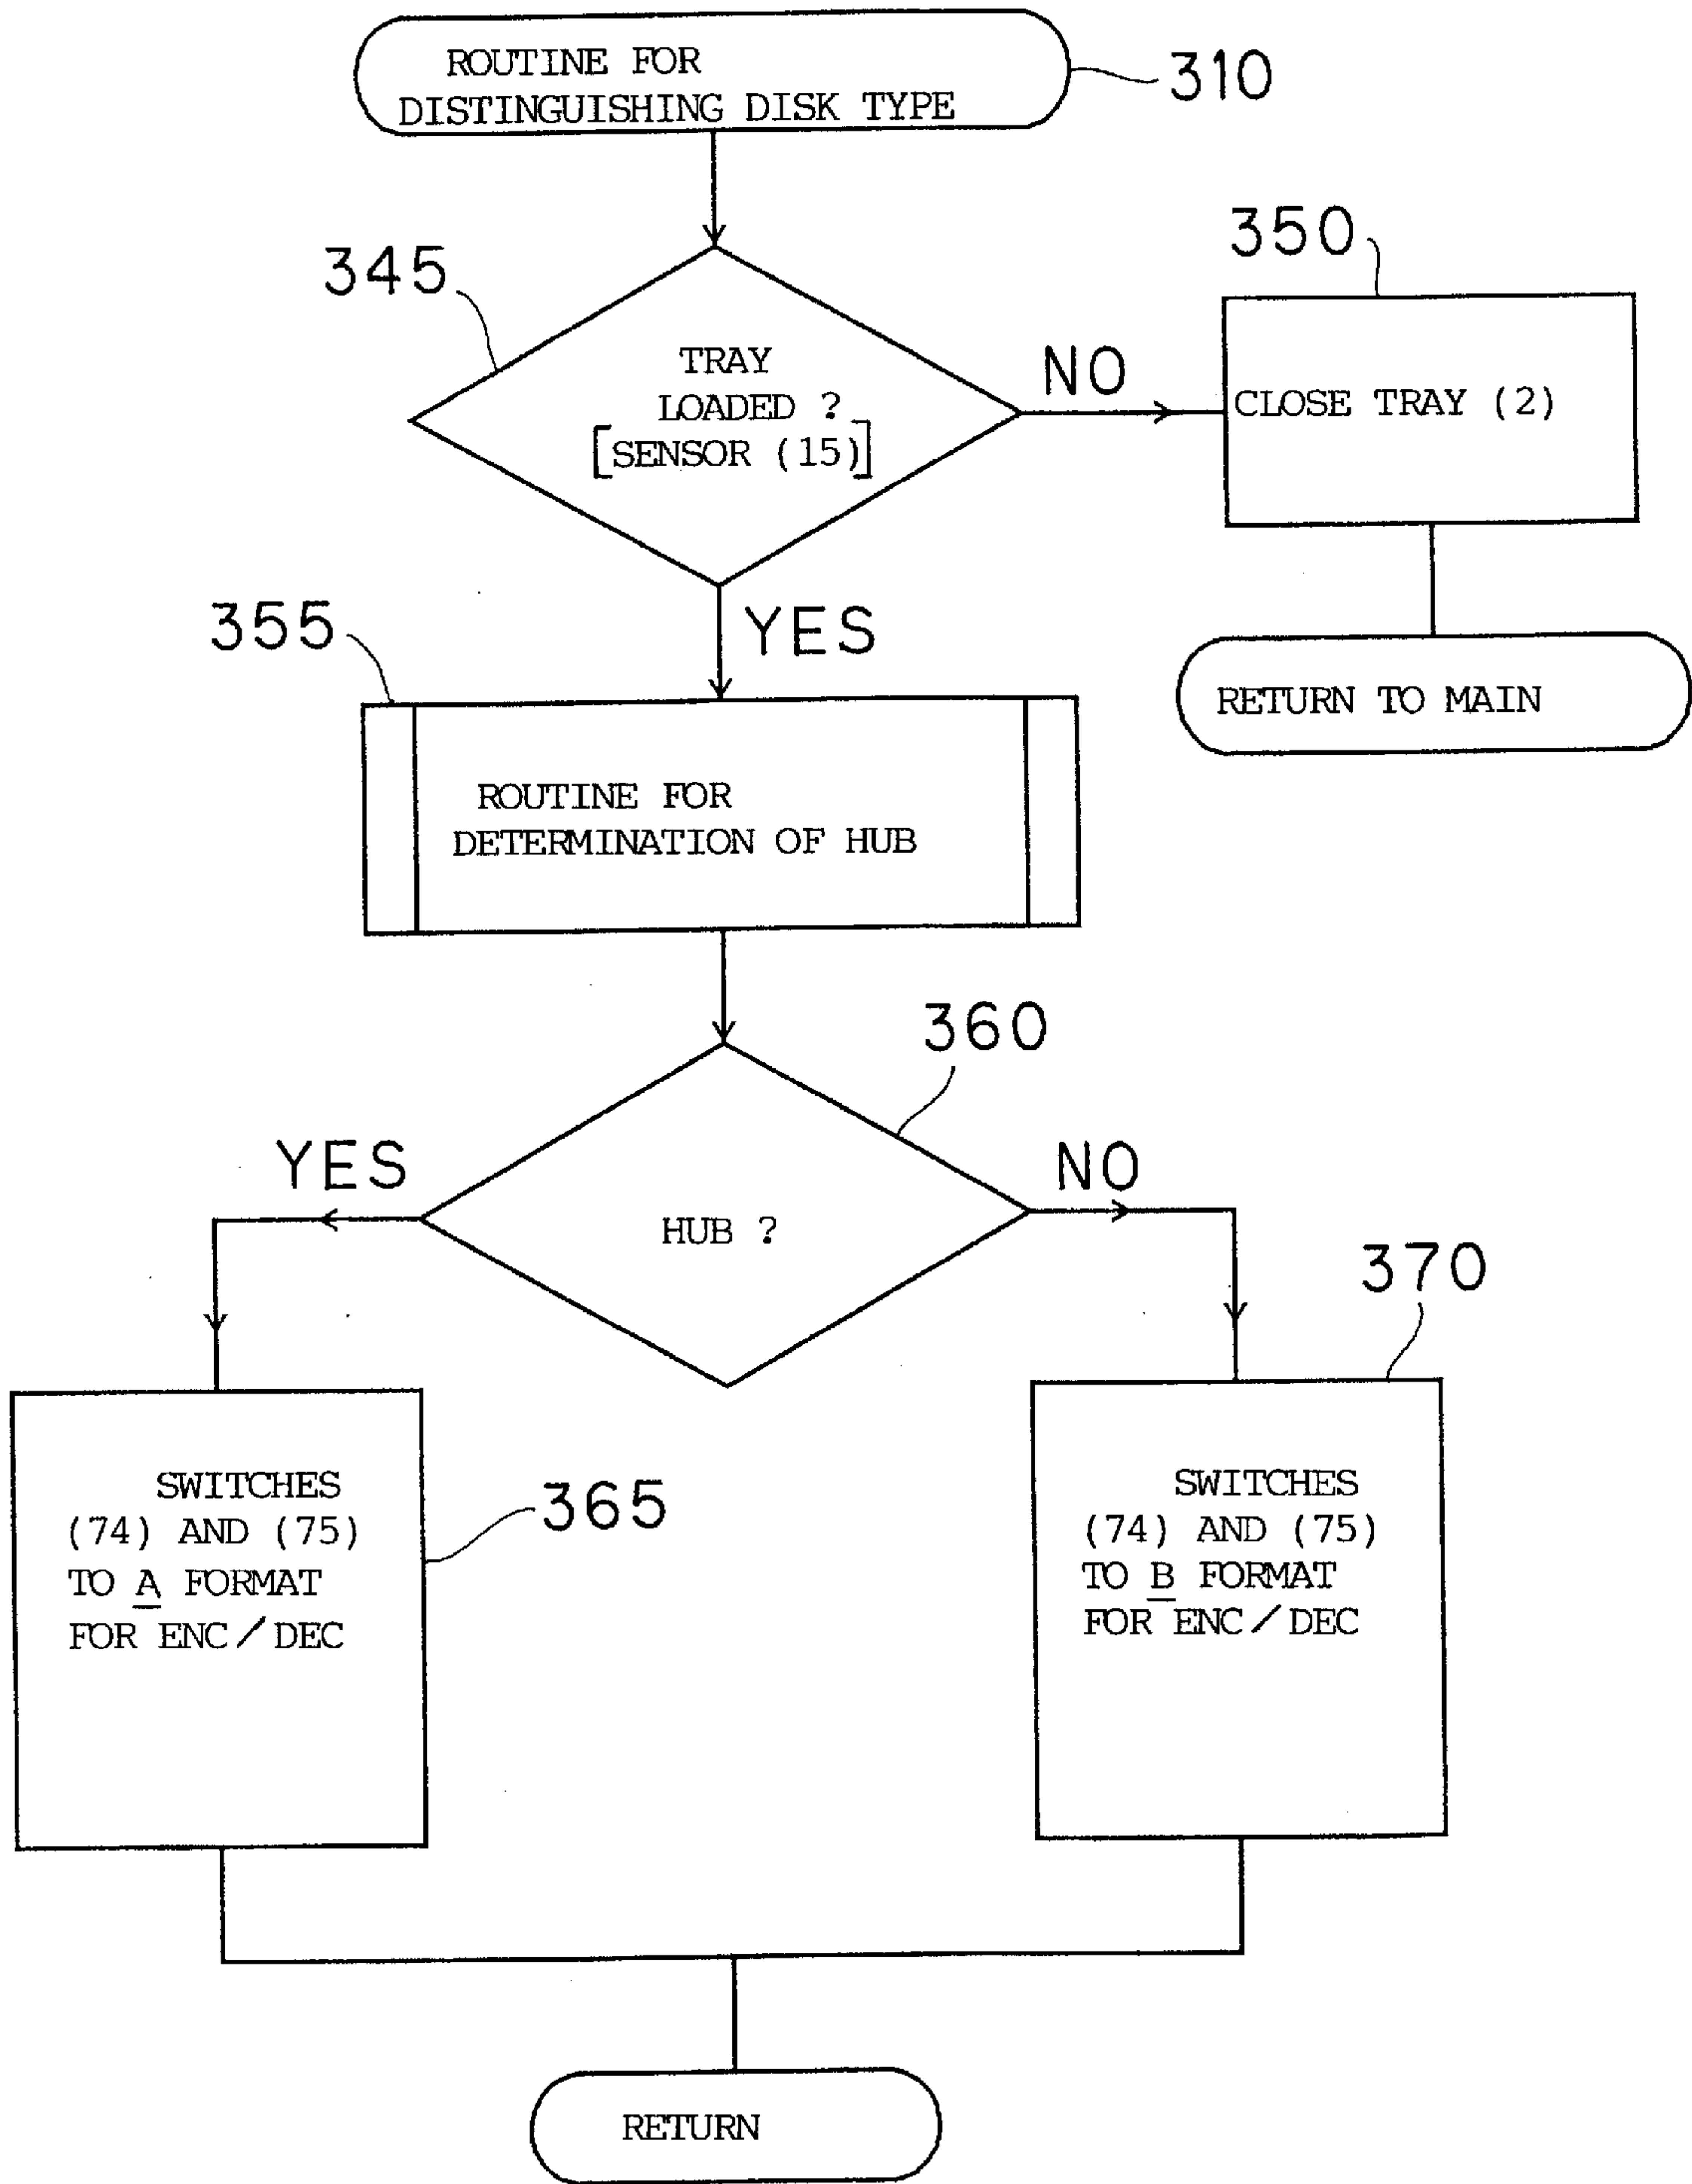 ROUTINE FOR
DISTINGUISHING DISK TYPE
310
345
350
TRAY
LOADED ?
[SENSOR (15)]
NO
CLOSE TRAY (2)
355
YES
RETURN TO MAIN
ROUTINE FOR
DETERMINATION OF HUB
360
YES
NO
HUB ?
370
SWITCHES
(74) AND (75)
TO A FORMAT
FOR ENC/DEC
365
SWITCHES
(74) AND (75)
TO B FORMAT
FOR ENC/DEC
RETURN